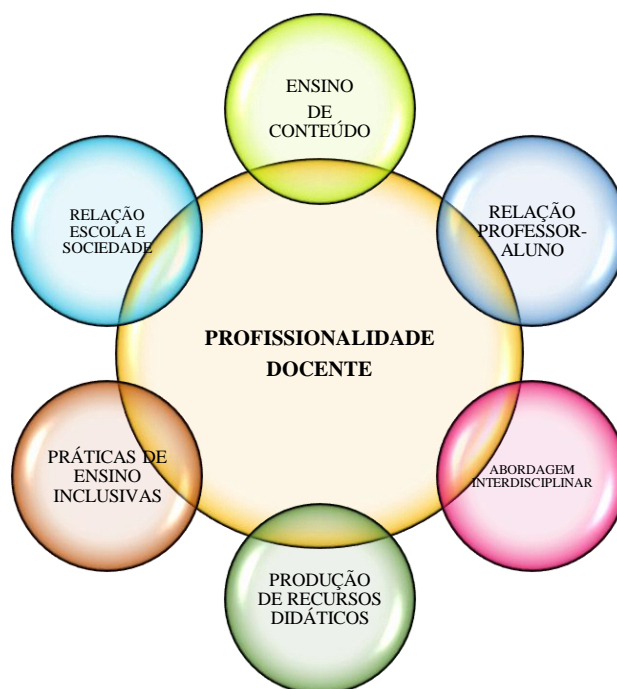 ENSINO
DE
CONTEÚDO
RELAÇÃO
ESCOLA E
SOCIEDADE
RELAÇÃO
PROFESSOR-
ALUNO
PROFISSIONALIDADE
DOCENTE
PRÁTICAS DE
ENSINO
INCLUSIVAS
ABORDAGEM
INTERDISCIPLINAR
PRODUÇÃO
DE RECURSOS
DIDÁTICOS